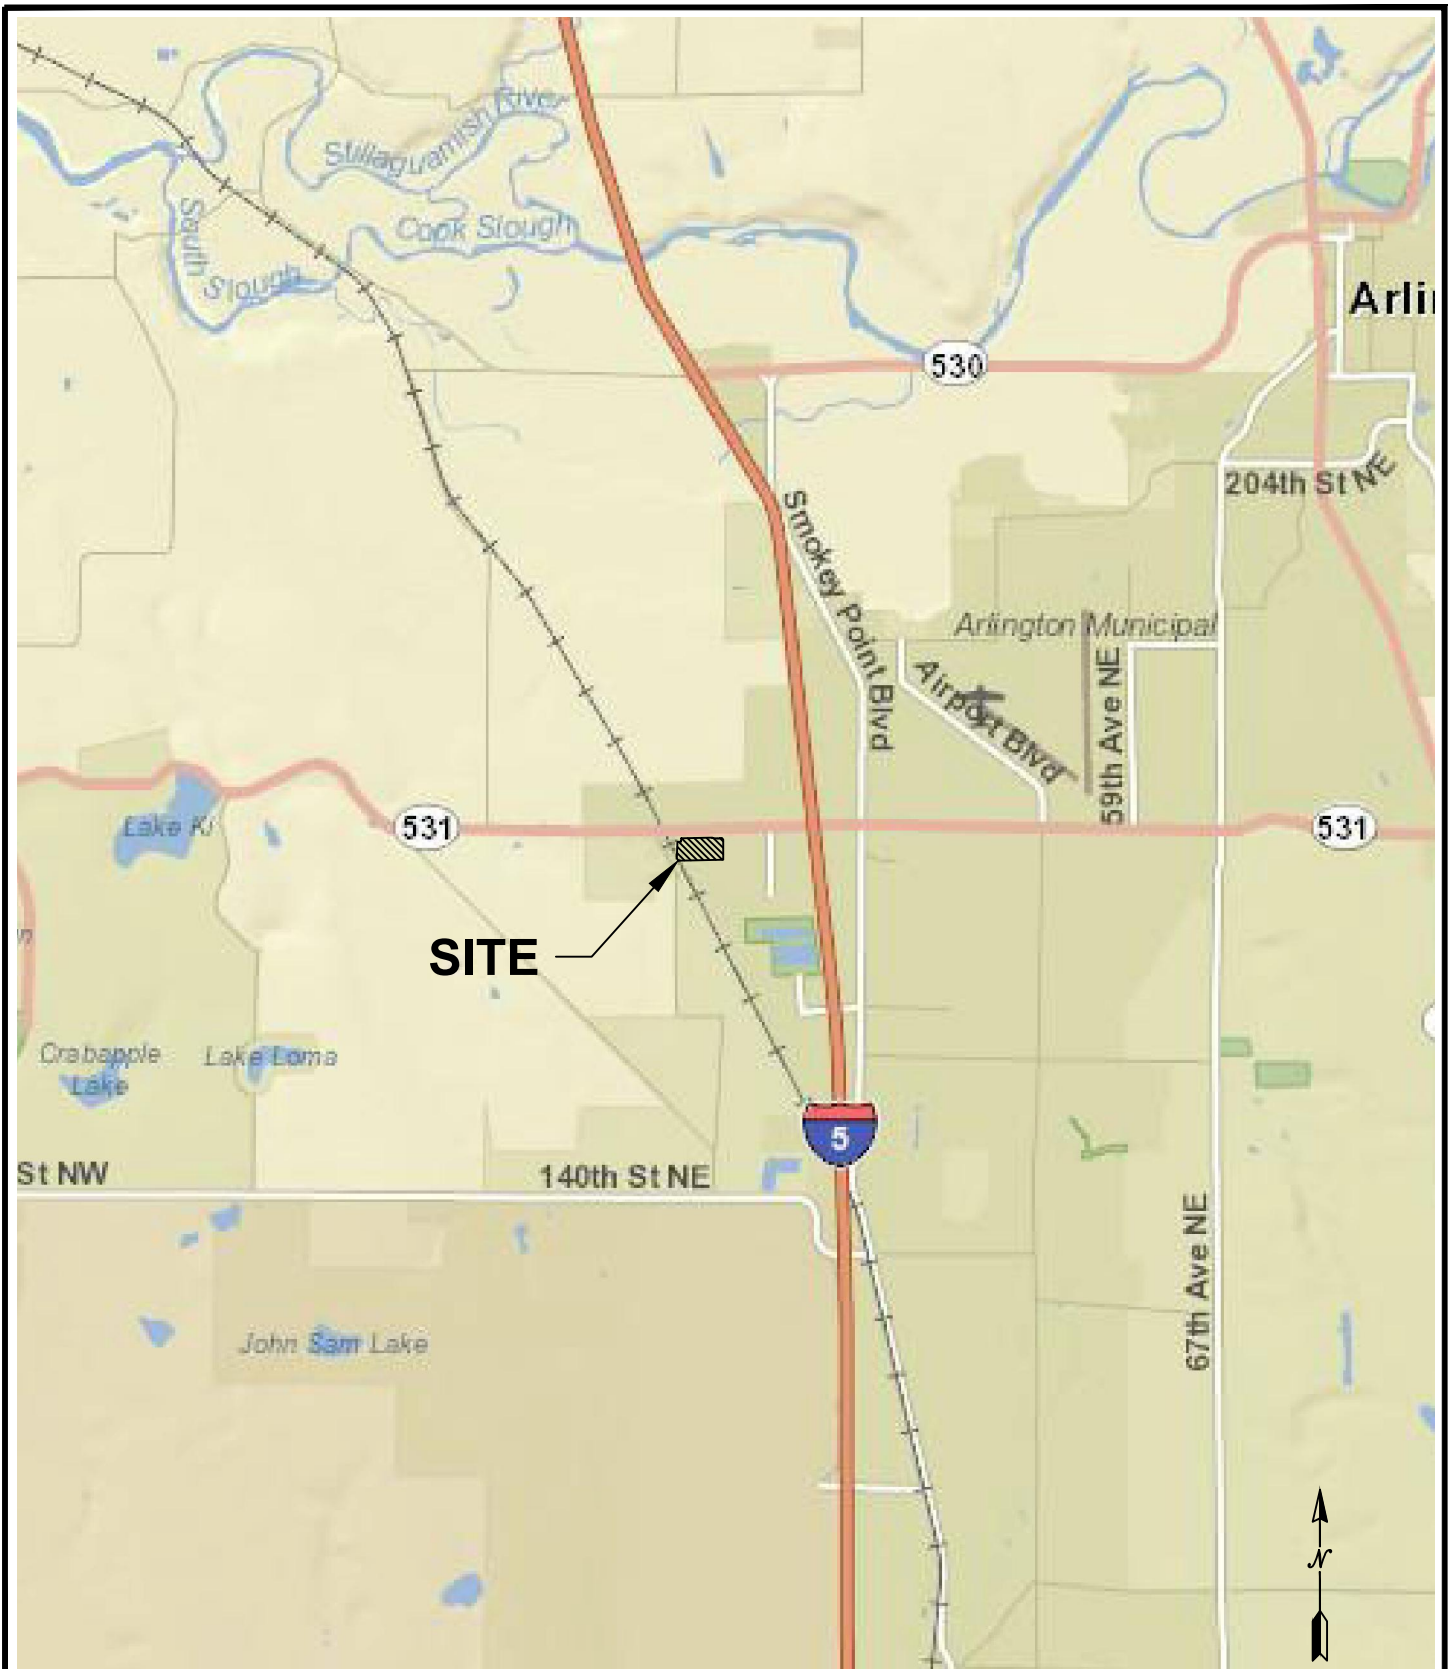 Stillaguamish River
Cook Slough
South Slough
Arli
530
204th St NE
Smokey Point Blvd
Arlington Municipal
Airport Blvd
59th Ave NE
Lake Ki
531
531
SITE
Crabapple
Lake
Lake Loma
5
St NW
140th St NE
67th Ave NE
John Sam Lake
N